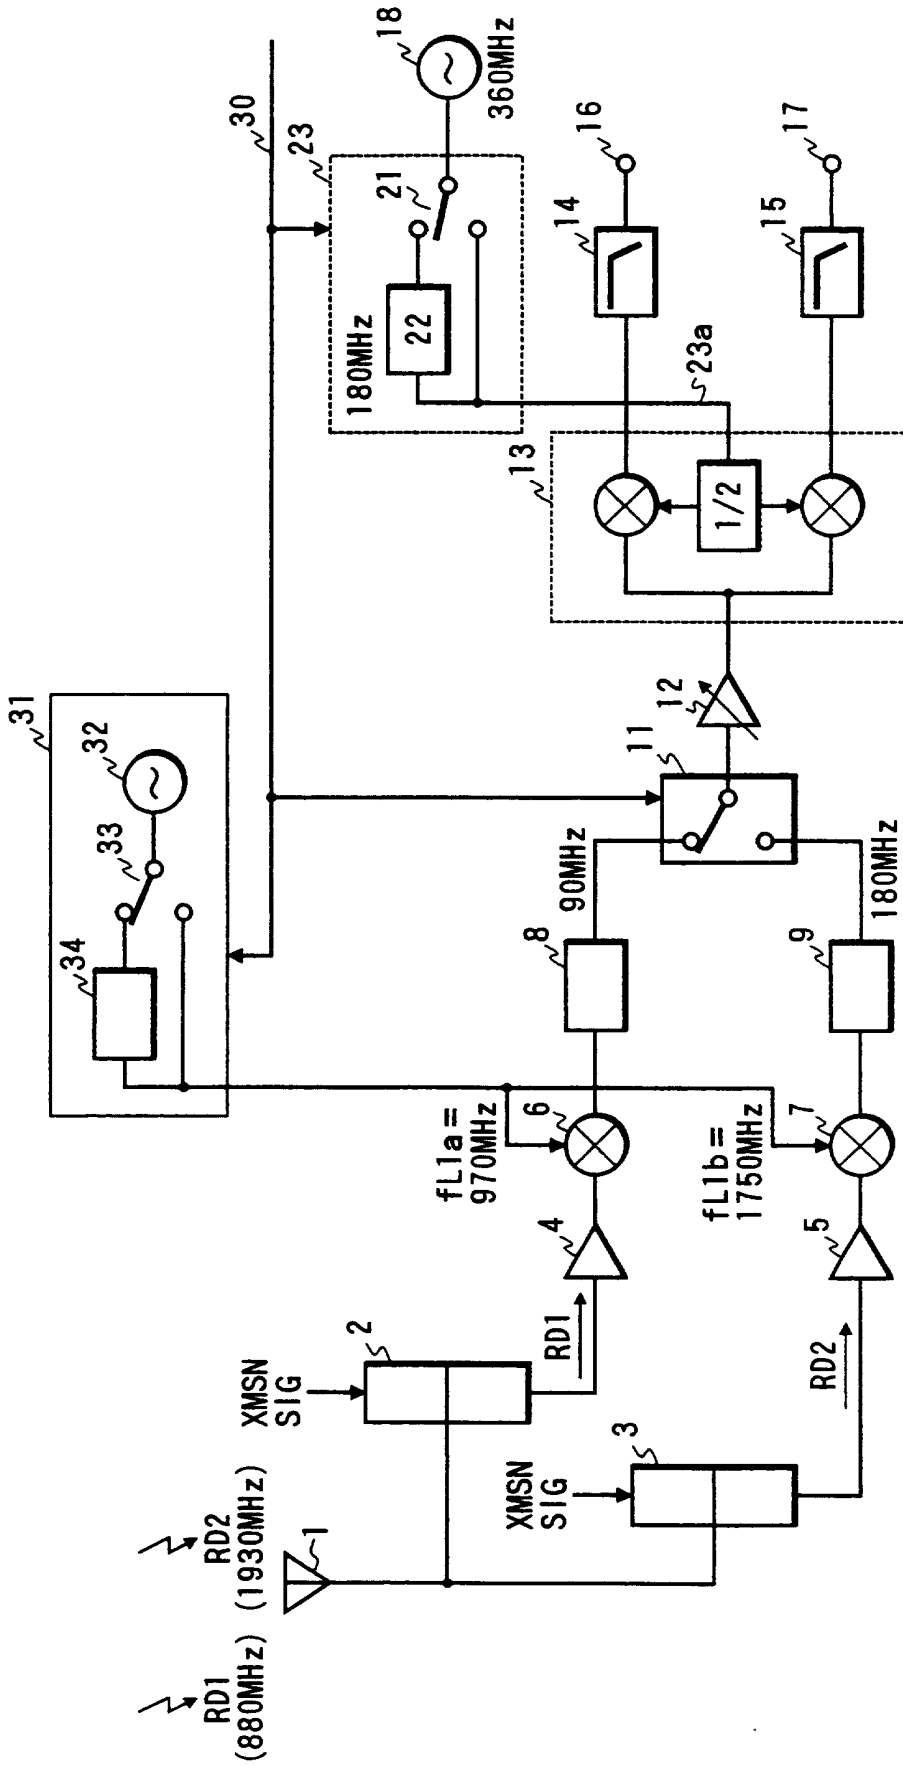 RD1
(880MHz)
RD2
(1930MHz)
1
XMSN
SIG
2
XMSN
SIG
3
RD1
RD2
4
5
fL1a=
970MHz
6
fL1b=
1750MHz
7
8
9
90MHz
180MHz
11
12
13
31
32
33
34
30
23
180MHz
22
21
18
360MHz
23a
1/2
14
15
16
17